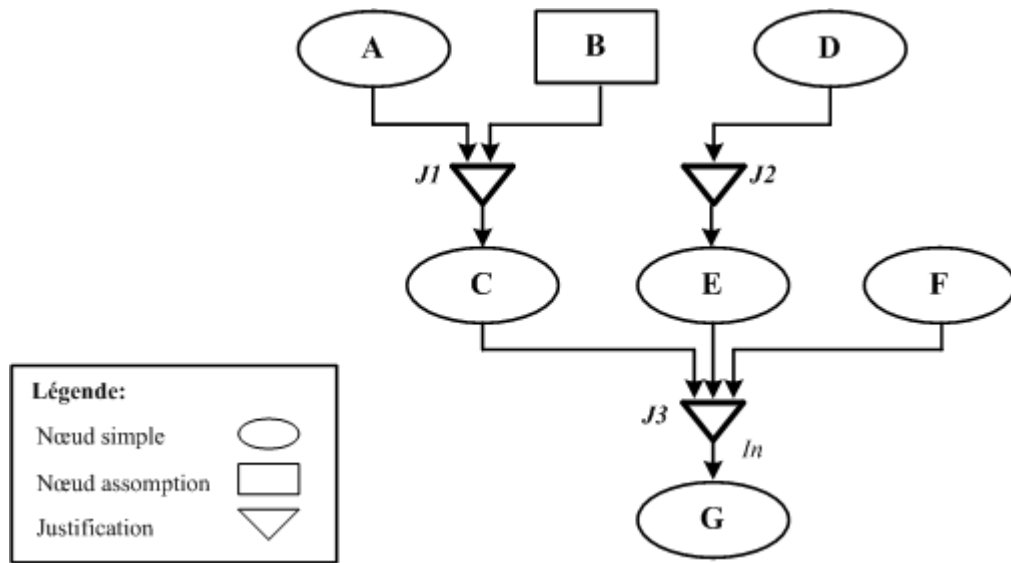 A
B
D
J1
J2
C
E
F
J3
In
G
Légende:
Nœud simple
Nœud assomption
Justification